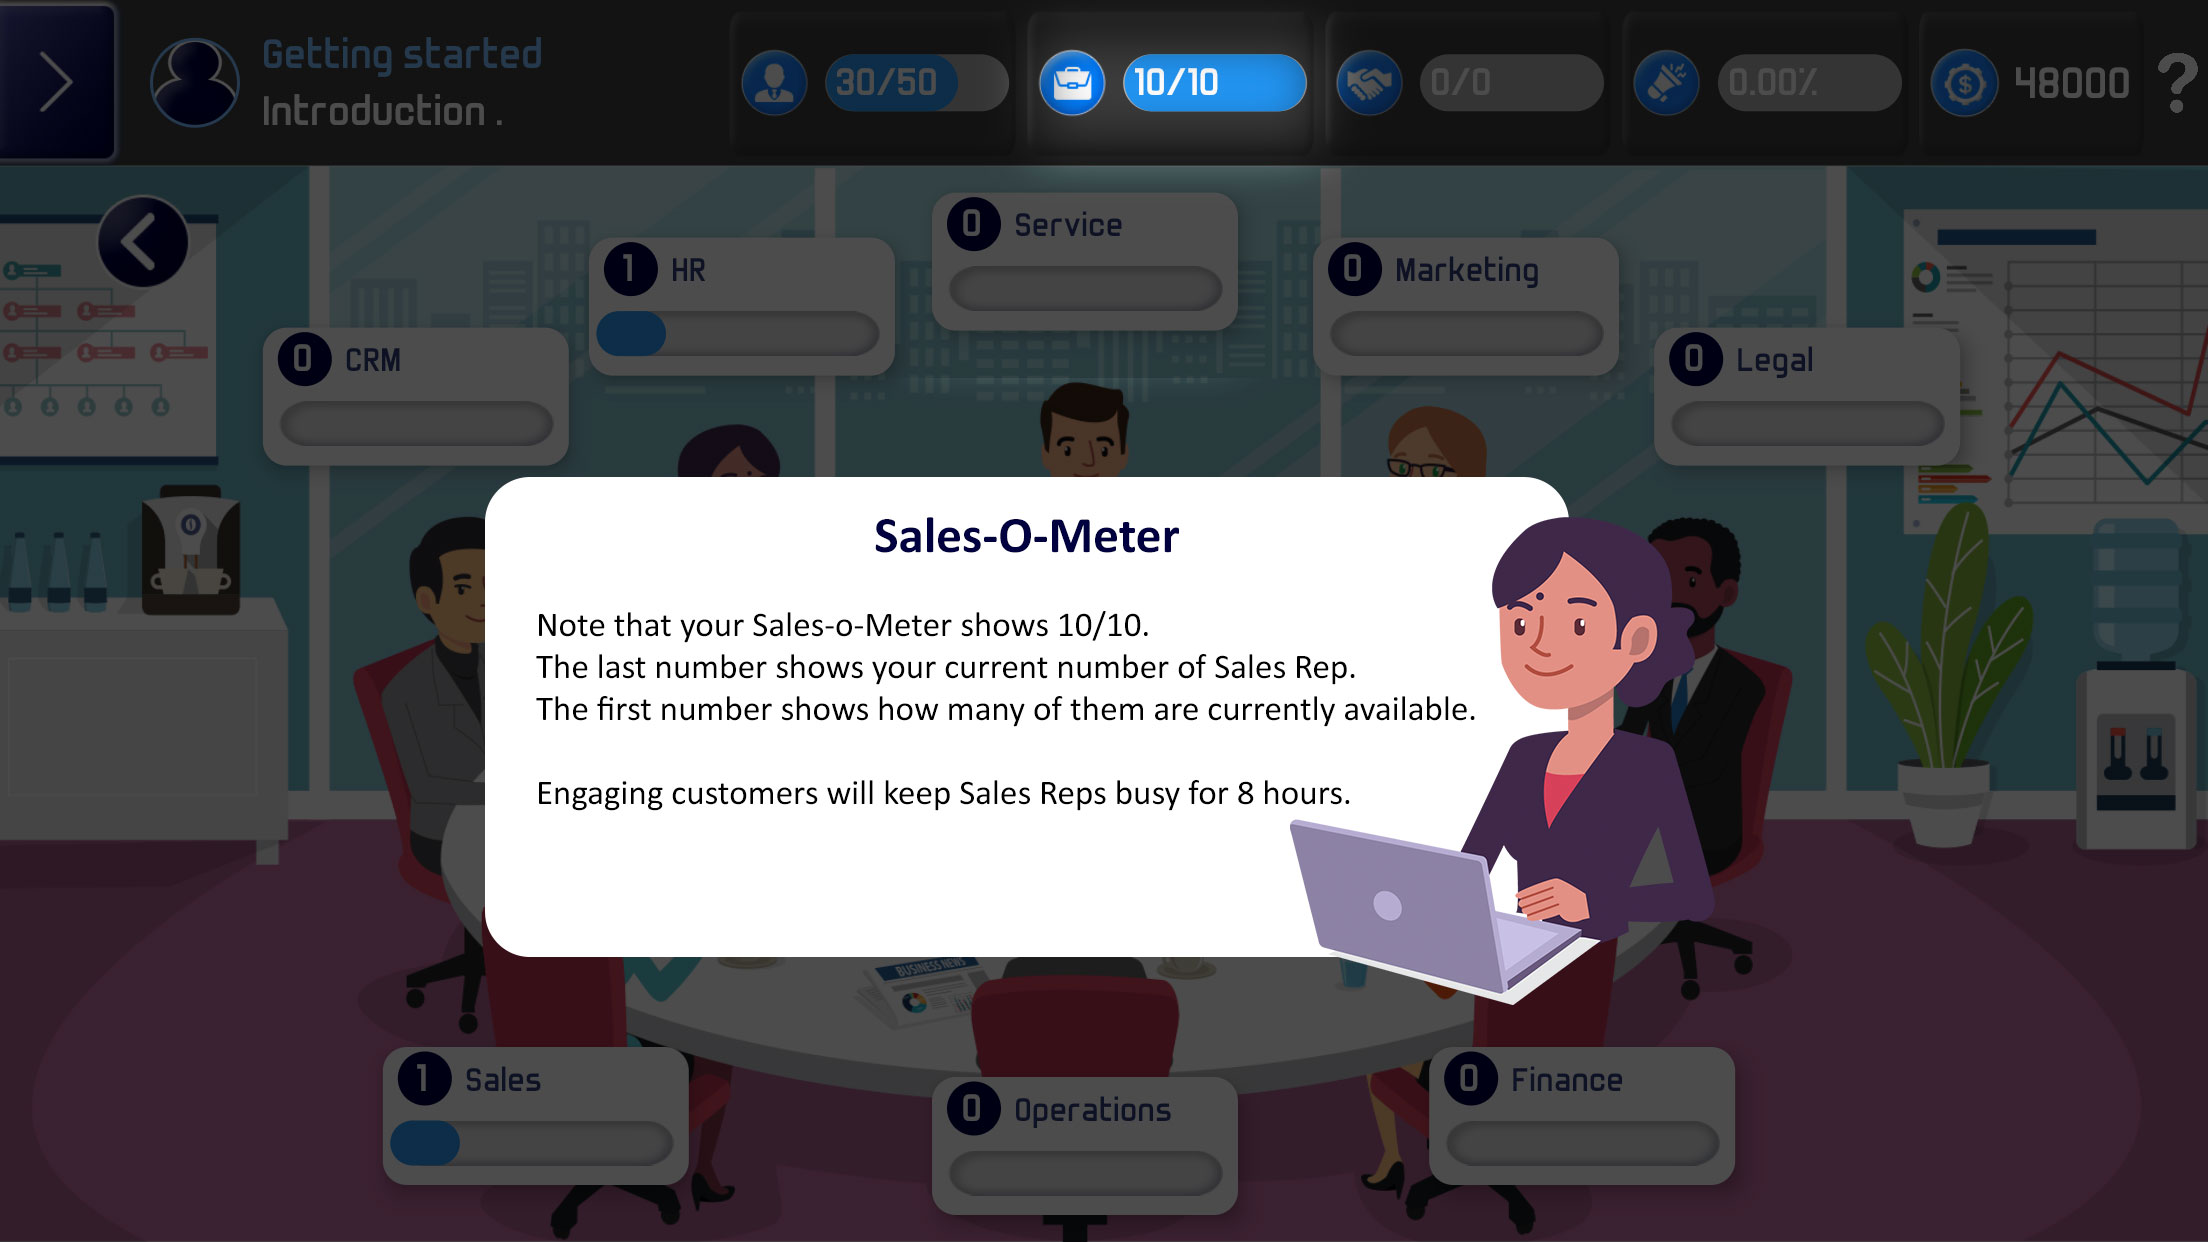 Getting started
Introduction .
30/50
10/10
0/0
0.00%
48000
?
0 Service
1 HR
0 Marketing
0 CRM
0 Legal
Sales-O-Meter
Note that your Sales-o-Meter shows 10/10.
The last number shows your current number of Sales Rep.
The first number shows how many of them are currently available.
Engaging customers will keep Sales Reps busy for 8 hours.
BUSINESS NEWS
1 Sales
0 Operations
0 Finance